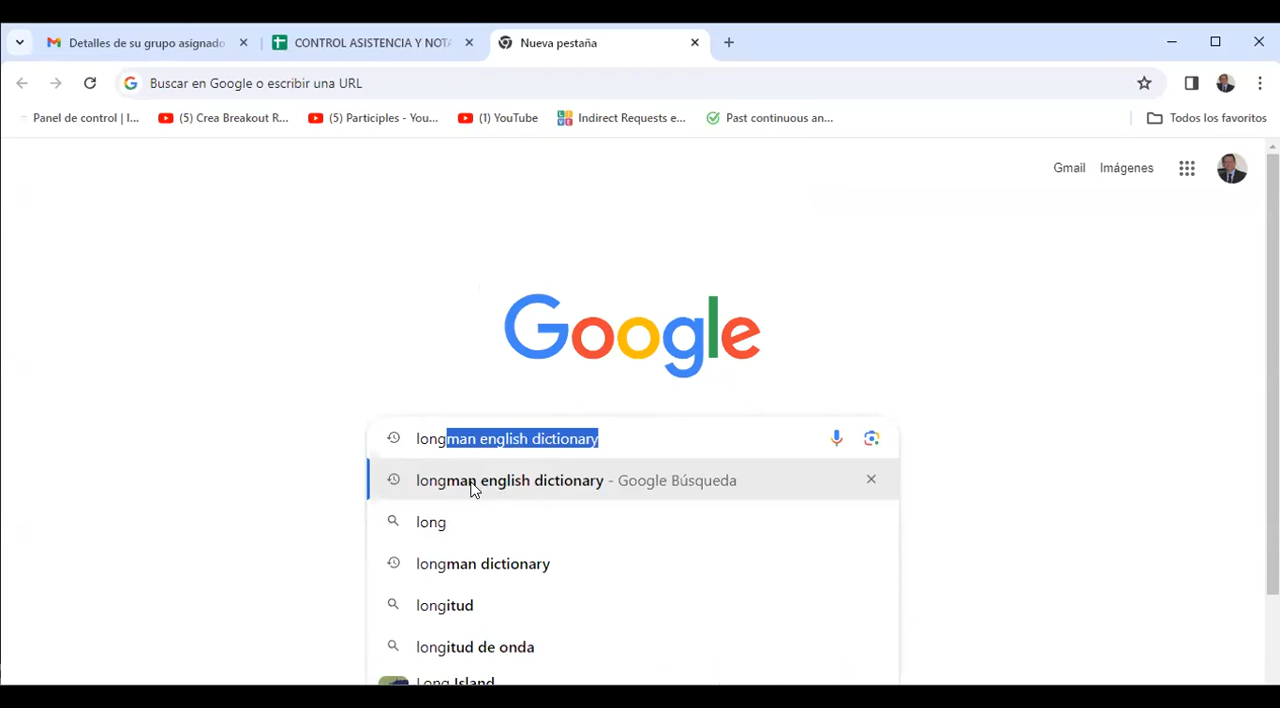 Detalles de su grupo asignado
CONTROL ASISTENCIA Y NOTA
Nueva pestaña
Buscar en Google o escribir una URL
Panel de control | I...
(5) Crea Breakout R...
(5) Participles - You...
(1) YouTube
Indirect Requests e...
Past continuous an...
Todos los favoritos
Gmail
Imágenes
Google
longman english dictionary
longman english dictionary - Google Búsqueda
long
longman dictionary
longitud
longitud de onda
Long Island